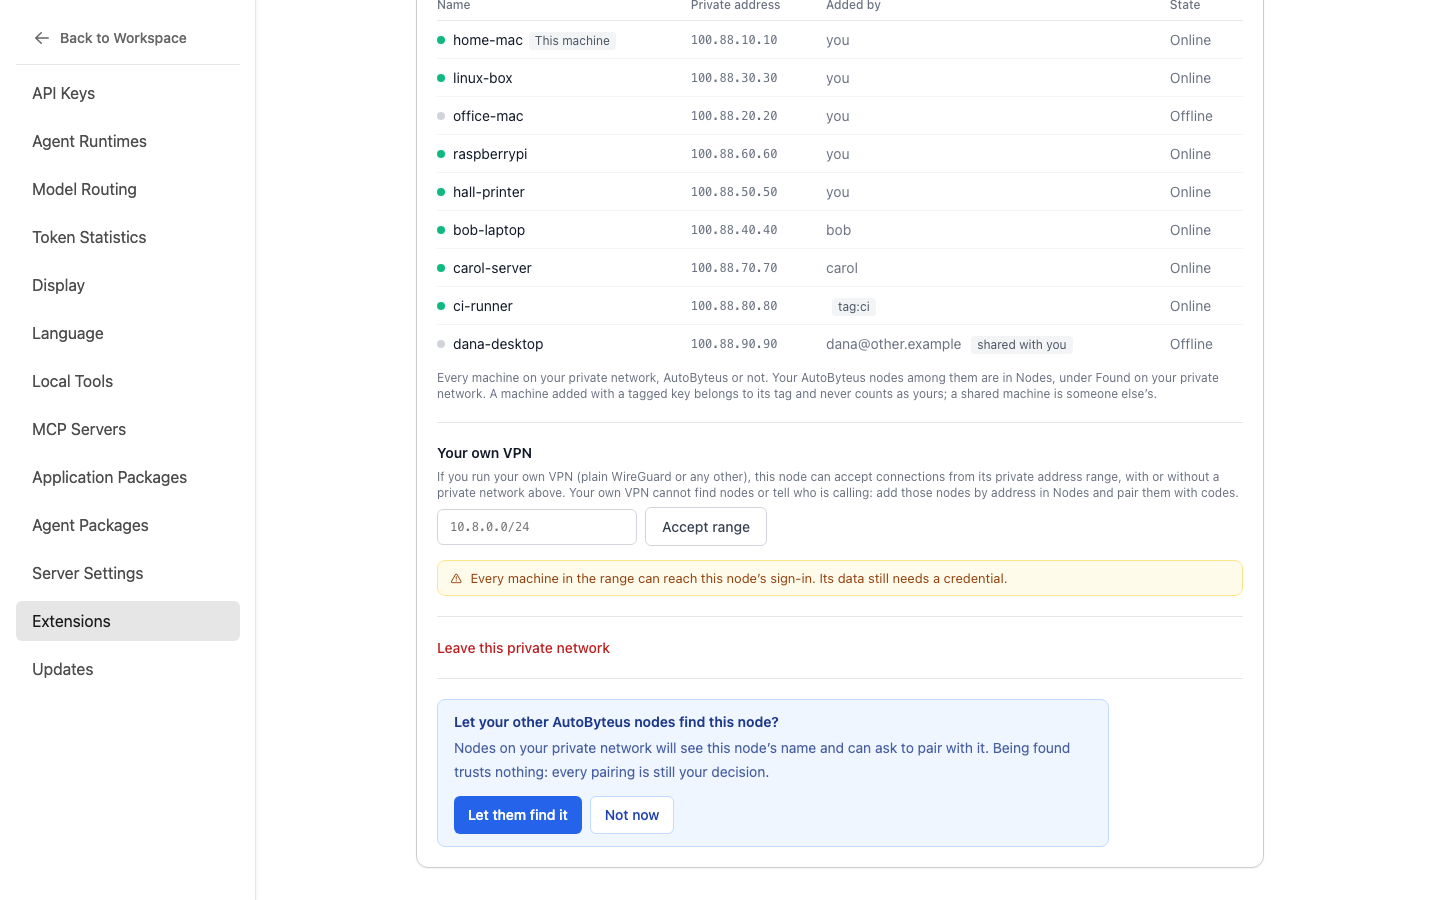 Back to Workspace
API Keys
Agent Runtimes
Model Routing
Token Statistics
Display
Language
Local Tools
MCP Servers
Application Packages
Agent Packages
Server Settings
Extensions
Updates
Name Private address Added by State
home-mac This machine 100.88.10.10 you Online
linux-box 100.88.30.30 you Online
office-mac 100.88.20.20 you Offline
raspberrypi 100.88.60.60 you Online
hall-printer 100.88.50.50 you Online
bob-laptop 100.88.40.40 bob Online
carol-server 100.88.70.70 carol Online
ci-runner 100.88.80.80 tag:ci Online
dana-desktop 100.88.90.90 dana@other.example shared with you Offline
Every machine on your private network, AutoByteus or not. Your AutoByteus nodes among them are in Nodes, under Found on your private
network. A machine added with a tagged key belongs to its tag and never counts as yours; a shared machine is someone else's.
Your own VPN
If you run your own VPN (plain WireGuard or any other), this node can accept connections from its private address range, with or without a
private network above. Your own VPN cannot find nodes or tell who is calling: add those nodes by address in Nodes and pair them with codes.
10.8.0.0/24 Accept range
Every machine in the range can reach this node's sign-in. Its data still needs a credential.
Leave this private network
Let your other AutoByteus nodes find this node?
Nodes on your private network will see this node's name and can ask to pair with it. Being found
trusts nothing: every pairing is still your decision.
Let them find it Not now